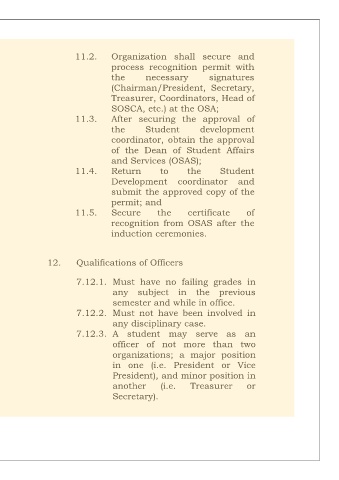 11.2. Organization shall secure and
process recognition permit with
the necessary signatures
(Chairman/President, Secretary,
Treasurer, Coordinators, Head of
SOSCA, etc.) at the OSA;
11.3. After securing the approval of
the Student development
coordinator, obtain the approval
of the Dean of Student Affairs
and Services (OSAS);
11.4. Return to the Student
Development coordinator and
submit the approved copy of the
permit; and
11.5. Secure the certificate of
recognition from OSAS after the
induction ceremonies.
12. Qualifications of Officers
7.12.1. Must have no failing grades in
any subject in the previous
semester and while in office.
7.12.2. Must not have been involved in
any disciplinary case.
7.12.3. A student may serve as an
officer of not more than two
organizations; a major position
in one (i.e. President or Vice
President), and minor position in
another (i.e. Treasurer or
Secretary).